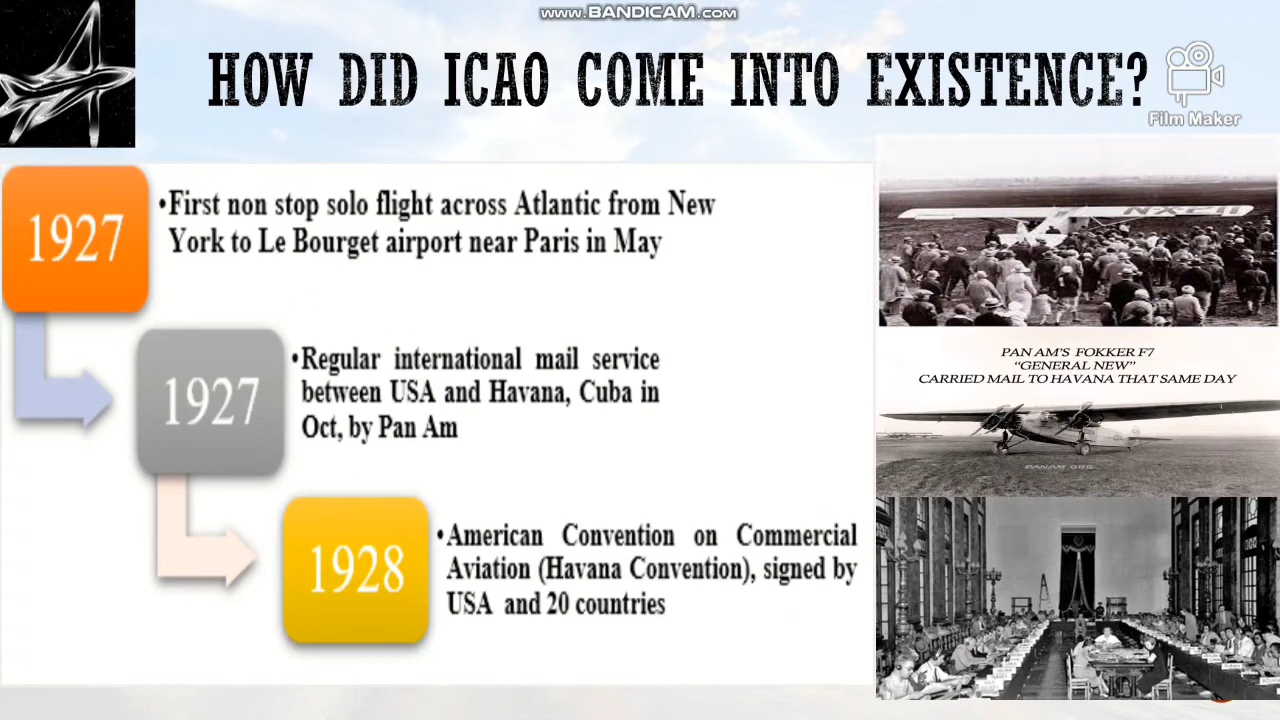 www.BANDICAM.com
HOW DID ICAO COME INTO EXISTENCE?
Film Maker
1927
•First non stop solo flight across Atlantic from New
York to Le Bourget airport near Paris in May
1927
•Regular international mail service
between USA and Havana, Cuba in
Oct, by Pan Am
1928
•American Convention on Commercial
Aviation (Havana Convention), signed by
USA and 20 countries
PAN AM'S FOKKER F7
"GENERAL NEW"
CARRIED MAIL TO HAVANA THAT SAME DAY
PANAM.ORG